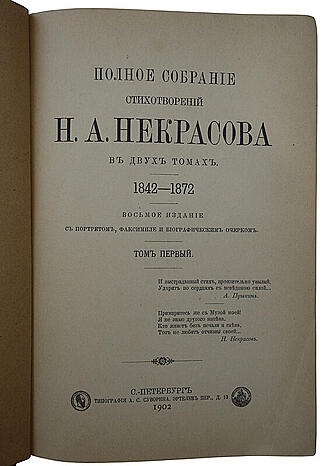 ПОЛНОЕ СОБРАНІЕ
СТИХОТВОРЕНІЙ
Н. А. НЕКРАСОВА
ВЪ ДВУХЪ ТОМАХЪ.
1842—1872
ВОСЬМОЕ ИЗДАНІЕ
СЪ ПОРТРЕТОМЪ, ФАКСИМИЛЕ И БІОГРАФИЧЕСКИМЪ ОЧЕРКОМЪ.
ТОМЪ ПЕРВЫЙ.
И выстраданный стихъ, пронзительно-унылый,
Ударитъ по сердцамъ съ невѣдомою силой...
А. Пушкинъ.
Примиритесь же съ Музой моей!
Я не знаю другого напѣва.
Кто живетъ безъ печали и гнѣва,
Тотъ не любитъ отчизны своей...
Н. Некрасовъ.
С.-ПЕТЕРБУРГЪ
ТИПОГРАФІЯ А. С. СУВОРИНА. ЭРТЕЛЕВЪ ПЕР., Д. 13
1902